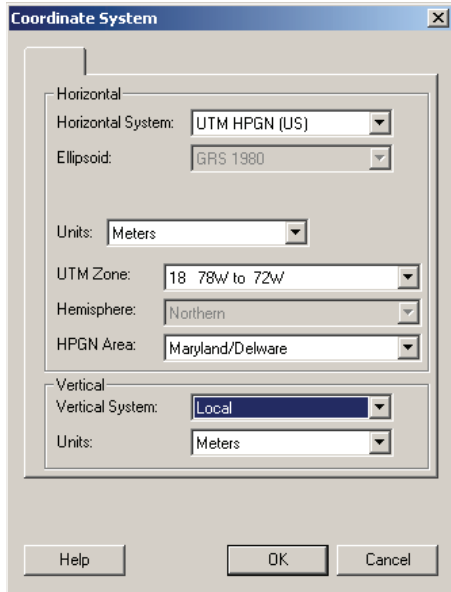 Coordinate System
Horizontal
Horizontal System: UTM HPGN (US)
Ellipsoid: GRS 1980
Units: Meters
UTM Zone: 18 78W to 72W
Hemisphere: Northern
HPGN Area: Maryland/Delware
Vertical
Vertical System: Local
Units: Meters
Help OK Cancel